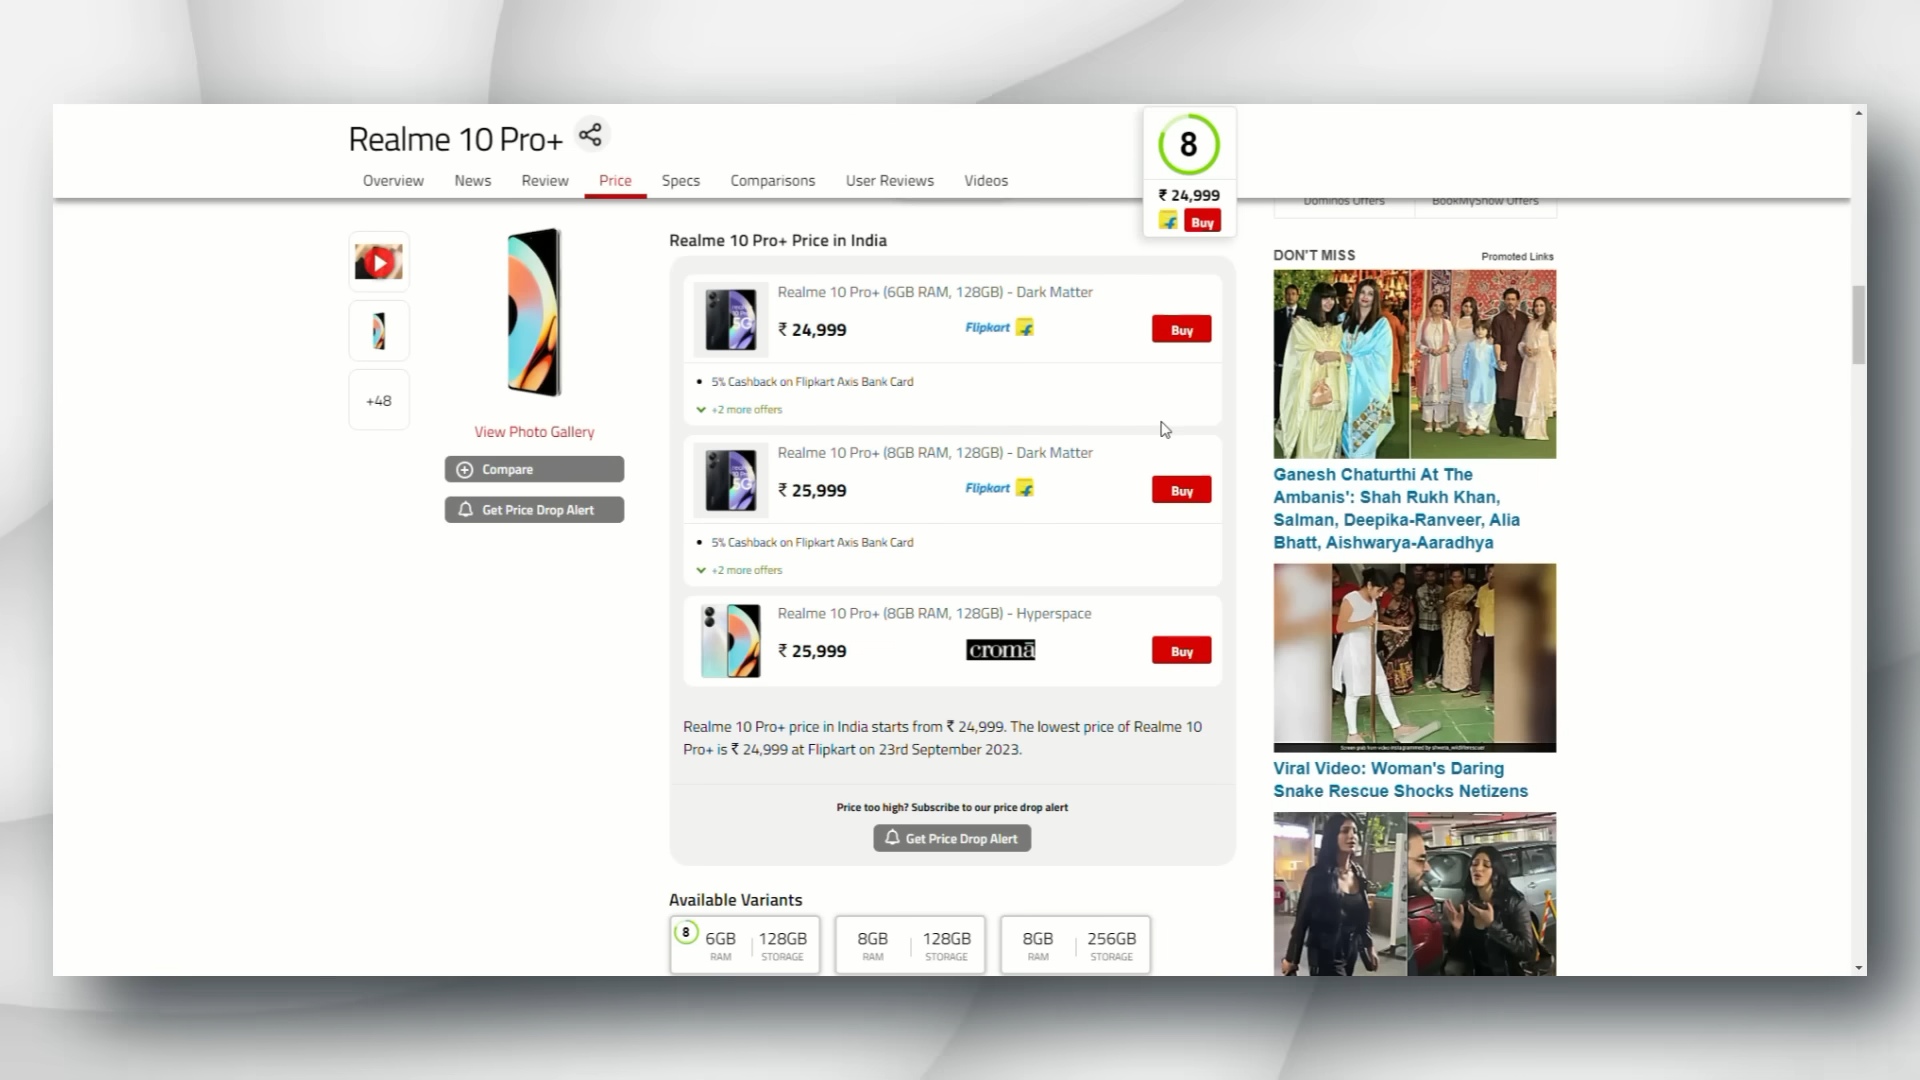 Realme 10 Pro+
8
Overview News Review Price Specs Comparisons User Reviews Videos
₹ 24,999
Buy
Dominos Offers BookMyShow Offers
+48
View Photo Gallery
Compare
Get Price Drop Alert
Realme 10 Pro+ Price in India
Realme 10 Pro+ (6GB RAM, 128GB) - Dark Matter
₹ 24,999 Flipkart Buy
• 5% Cashback on Flipkart Axis Bank Card
+2 more offers
Realme 10 Pro+ (8GB RAM, 128GB) - Dark Matter
₹ 25,999 Flipkart Buy
• 5% Cashback on Flipkart Axis Bank Card
+2 more offers
Realme 10 Pro+ (8GB RAM, 128GB) - Hyperspace
₹ 25,999 cromā Buy
Realme 10 Pro+ price in India starts from ₹ 24,999. The lowest price of Realme 10
Pro+ is ₹ 24,999 at Flipkart on 23rd September 2023.
Price too high? Subscribe to our price drop alert
Get Price Drop Alert
Available Variants
8 6GB 128GB 8GB 128GB 8GB 256GB
RAM STORAGE RAM STORAGE RAM STORAGE
DON'T MISS Promoted Links
Ganesh Chaturthi At The
Ambanis': Shah Rukh Khan,
Salman, Deepika-Ranveer, Alia
Bhatt, Aishwarya-Aaradhya
Viral Video: Woman's Daring
Snake Rescue Shocks Netizens